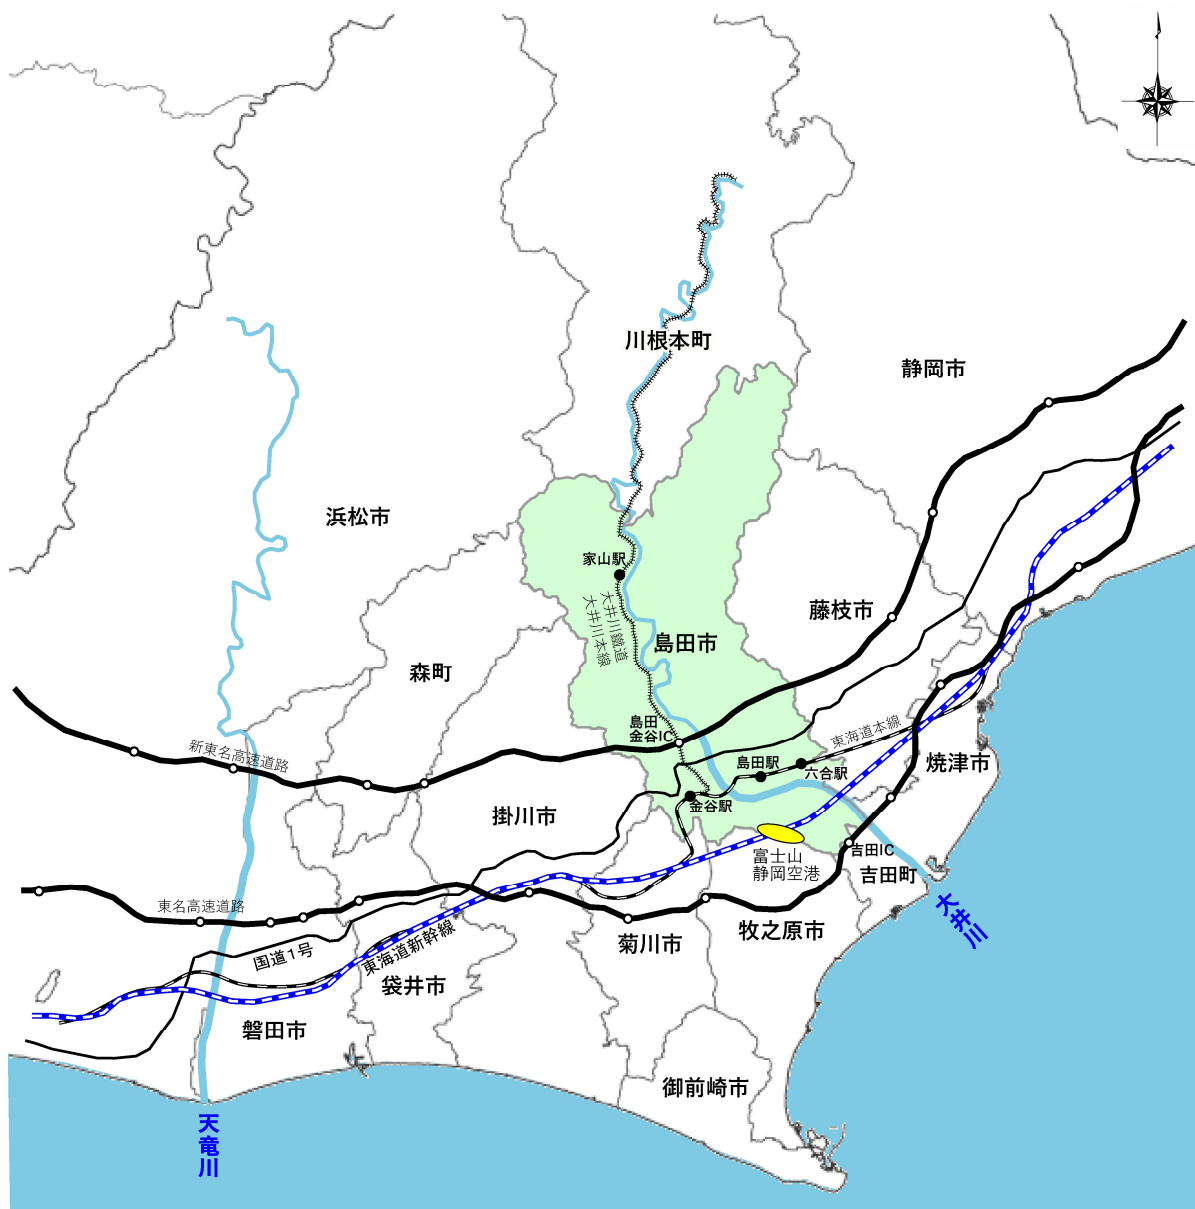 川根本町
静岡市
浜松市
家山駅
大井川鐵道
大井川本線
藤枝市
島田市
森町
島田
金谷IC
新東名高速道路
東海道本線
島田駅
六合駅
焼津市
金谷駅
掛川市
富士山
静岡空港
吉田IC
吉田町
大井川
東名高速道路
国道1号
東海道新幹線
菊川市
牧之原市
袋井市
磐田市
御前崎市
天竜川